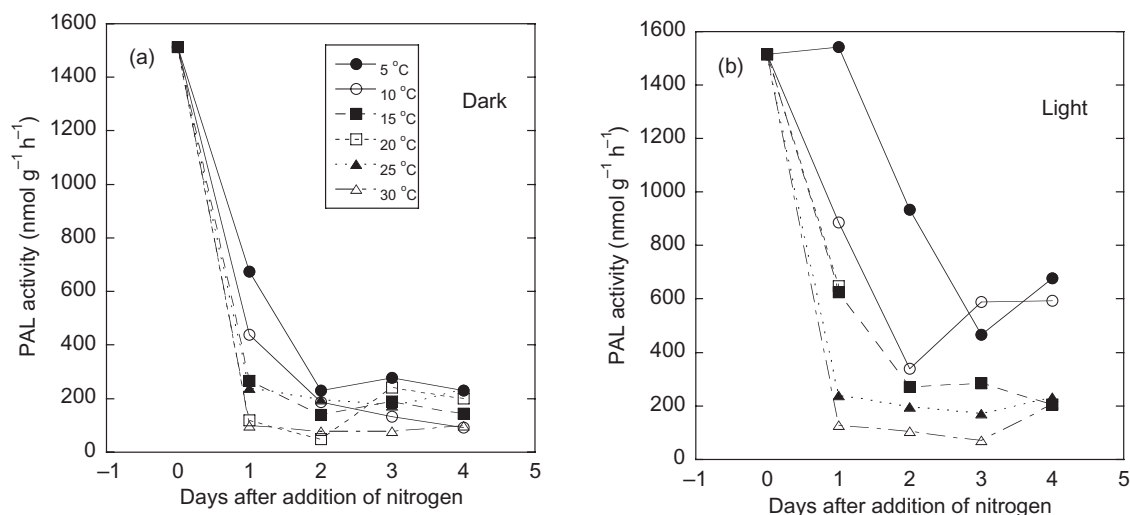 1600
1400
1200
1000
800
600
400
200
0
PAL activity (nmol g⁻¹ h⁻¹)
(a)
5 °C
10 °C
15 °C
20 °C
25 °C
30 °C
Dark
–1 0 1 2 3 4 5
Days after addition of nitrogen
1600
1400
1200
1000
800
600
400
200
0
PAL activity (nmol g⁻¹ h⁻¹)
(b)
Light
–1 0 1 2 3 4 5
Days after addition of nitrogen